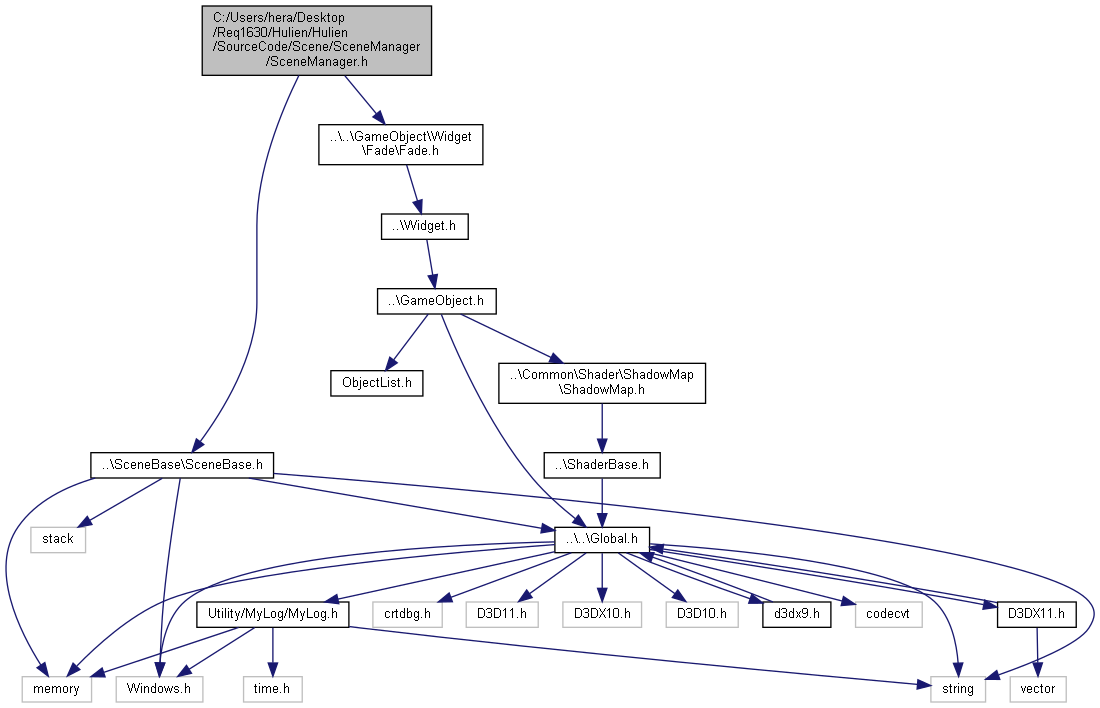 C:/Users/hera/Desktop
/Req1630/Hulien/Hulien
/SourceCode/Scene/SceneManager
/SceneManager.h
..\..\GameObject\Widget
\Fade\Fade.h
..\Widget.h
..\GameObject.h
ObjectList.h
..\Common\Shader\ShadowMap
\ShadowMap.h
..\SceneBase\SceneBase.h
..\ShaderBase.h
stack
..\..\Global.h
Utility/MyLog/MyLog.h
crtdbg.h
D3D11.h
D3DX10.h
D3D10.h
d3dx9.h
codecvt
D3DX11.h
memory
Windows.h
time.h
string
vector